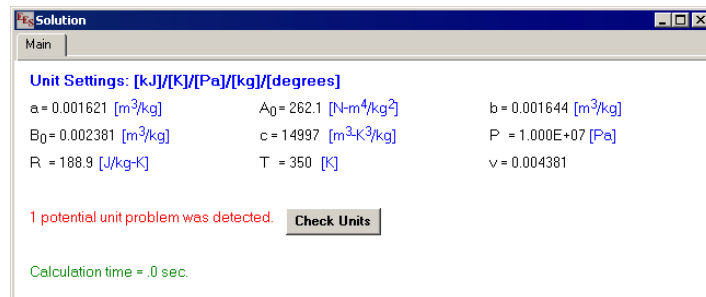 EES Solution
Main
Unit Settings: [kJ]/[K]/[Pa]/[kg]/[degrees]
a = 0.001621 [m³/kg] A₀ = 262.1 [N-m⁴/kg²] b = 0.001644 [m³/kg]
B₀ = 0.002381 [m³/kg] c = 14997 [m³-K³/kg] P = 1.000E+07 [Pa]
R = 188.9 [J/kg-K] T = 350 [K] v = 0.004381
1 potential unit problem was detected. Check Units
Calculation time = .0 sec.